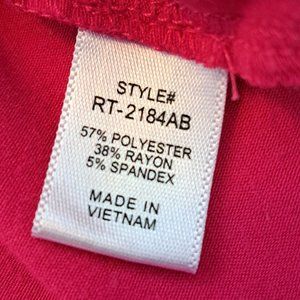 STYLE#
RT-2184AB
57% POLYESTER
38% RAYON
5% SPANDEX
MADE IN
VIETNAM